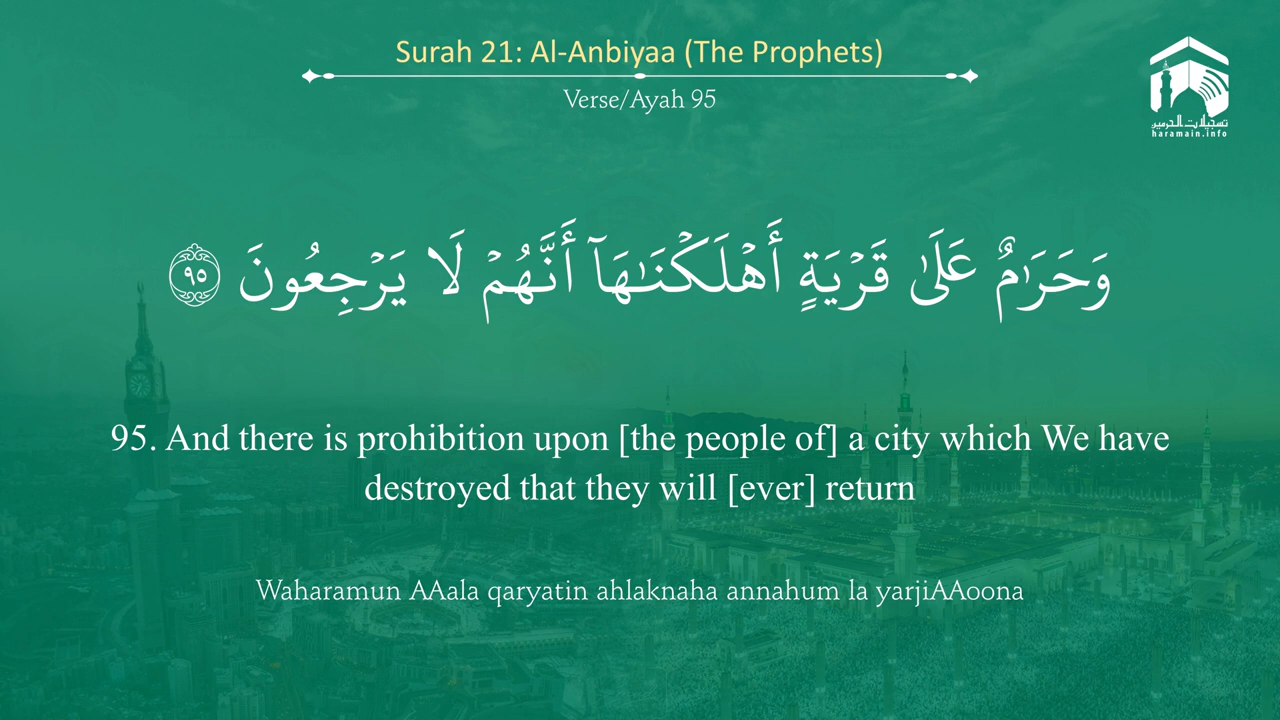 Surah 21: Al-Anbiyaa (The Prophets)
Verse/Ayah 95
تسجيلات الحرمين
haramain.info
وَحَرَٰمٌ عَلَىٰ قَرْيَةٍ أَهْلَكْنَـٰهَآ أَنَّهُمْ لَا يَرْجِعُونَ ٩٥
95. And there is prohibition upon [the people of] a city which We have
destroyed that they will [ever] return
Waharamun AAala qaryatin ahlaknaha annahum la yarjiAAoona